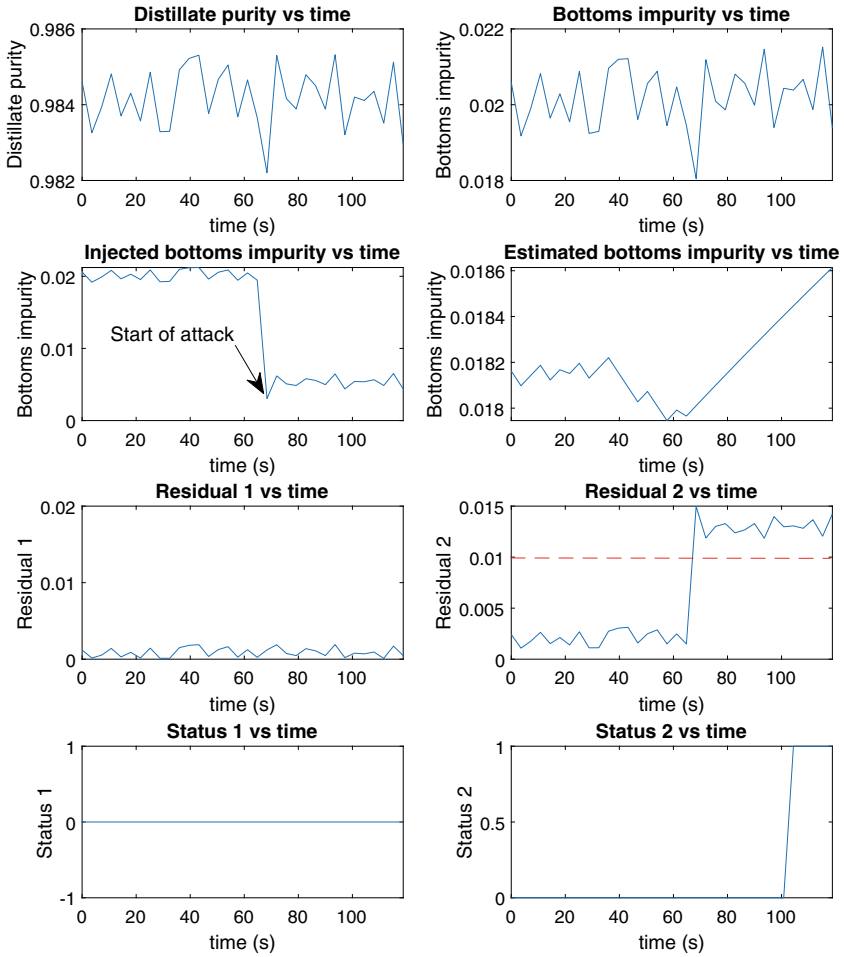 Distillate purity vs time
0.986
0.984
0.982
Distillate purity
0 20 40 60 80 100
time (s)
Bottoms impurity vs time
0.022
0.02
0.018
Bottoms impurity
0 20 40 60 80 100
time (s)
Injected bottoms impurity vs time
0.02
0.01
0
Bottoms impurity
Start of attack
0 20 40 60 80 100
time (s)
Estimated bottoms impurity vs time
0.0186
0.0184
0.0182
0.018
Bottoms impurity
0 20 40 60 80 100
time (s)
Residual 1 vs time
0.02
0.01
0
Residual 1
0 20 40 60 80 100
time (s)
Residual 2 vs time
0.015
0.01
0.005
0
Residual 2
0 20 40 60 80 100
time (s)
Status 1 vs time
1
0
-1
Status 1
0 20 40 60 80 100
time (s)
Status 2 vs time
1
0.5
0
Status 2
0 20 40 60 80 100
time (s)